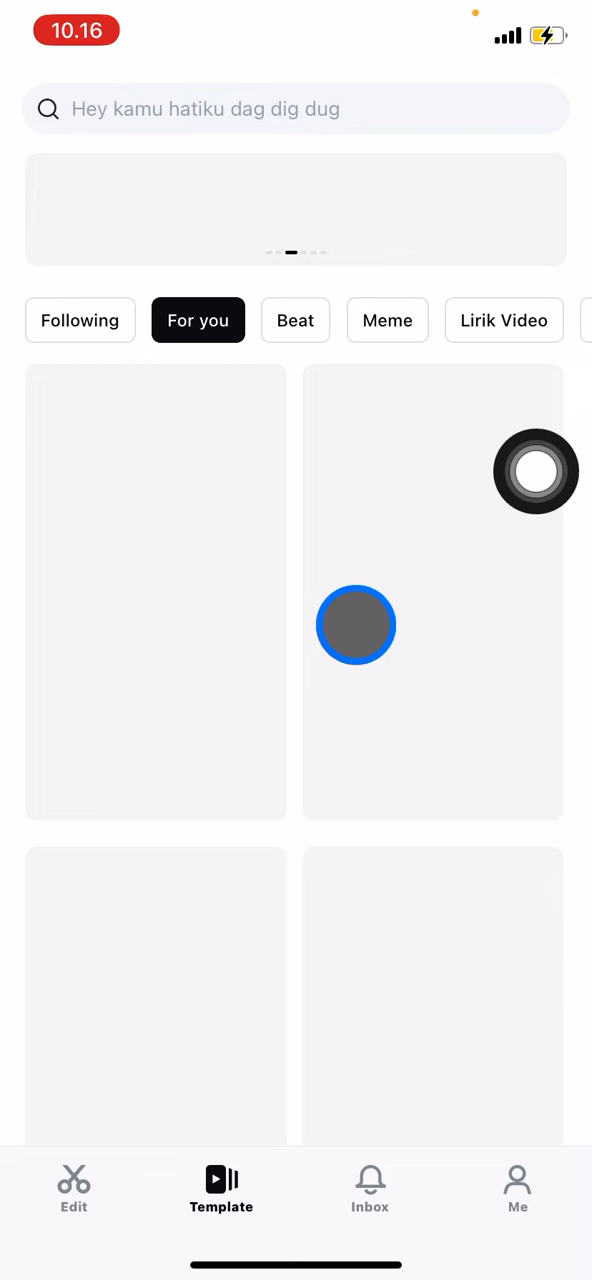 10.16
Hey kamu hatiku dag dig dug
Following
For you
Beat
Meme
Lirik Video
Edit
Template
Inbox
Me